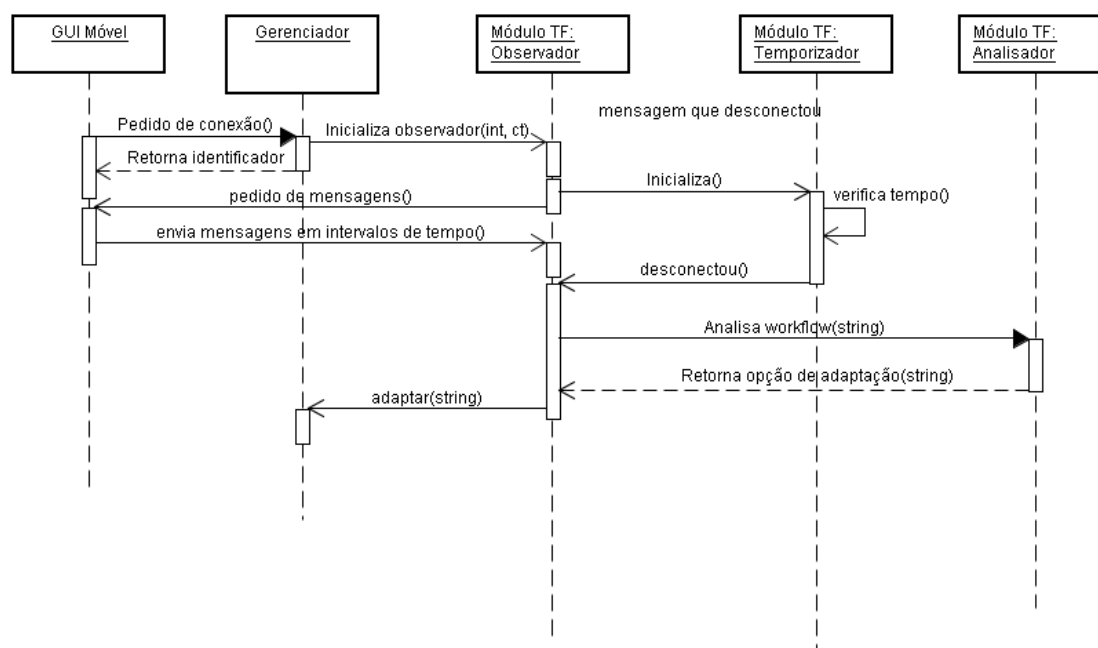 GUI Móvel
Gerenciador
Módulo TF:
Observador
Módulo TF:
Temporizador
Módulo TF:
Analisador
mensagem que desconectou
Pedido de conexão()
Inicializa observador(int, ct)
Retorna identificador
Inicializa()
verifica tempo()
pedido de mensagens()
envia mensagens em intervalos de tempo()
desconectou()
Analisa workflow(string)
Retorna opção de adaptação(string)
adaptar(string)